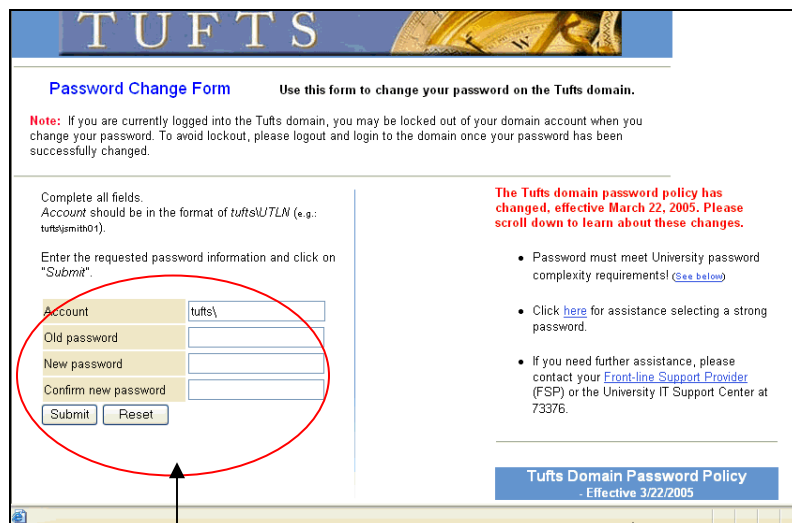 TUFTS
Password Change Form Use this form to change your password on the Tufts domain.
Note: If you are currently logged into the Tufts domain, you may be locked out of your domain account when you
change your password. To avoid lockout, please logout and login to the domain once your password has been
successfully changed.
Complete all fields.
Account should be in the format of tufts\UTLN (e.g.:
tufts\jsmith01).
Enter the requested password information and click on
"Submit".
Account tufts\
Old password
New password
Confirm new password
Submit Reset
The Tufts domain password policy has
changed, effective March 22, 2005. Please
scroll down to learn about these changes.
• Password must meet University password
complexity requirements! (See below)
• Click here for assistance selecting a strong
password.
• If you need further assistance, please
contact your Front-line Support Provider
(FSP) or the University IT Support Center at
73376.
Tufts Domain Password Policy
- Effective 3/22/2005